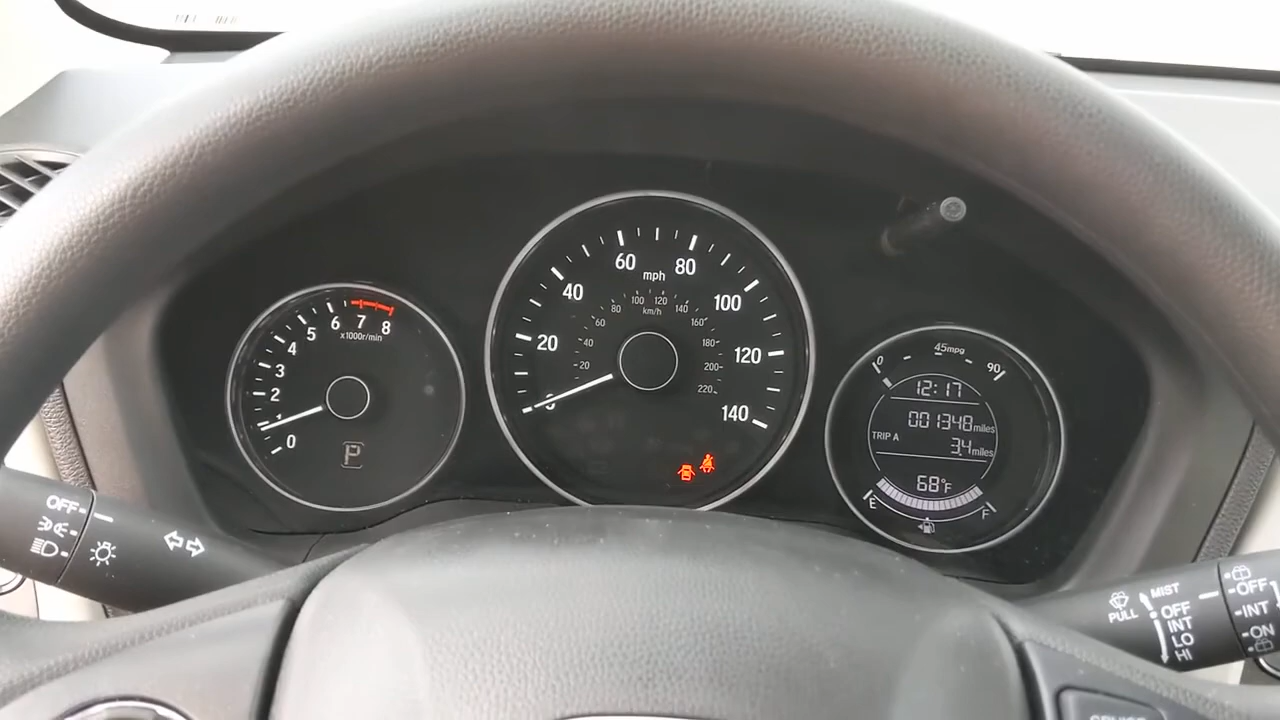 60
80
mph
40
100
20
120
0
140
100
120
80
140
km/h
60
160
40
180
20
200
220
6
7
8
5
x1000r/min
4
3
2
1
0
P
45mpg
0
90
12:17
001348miles
TRIP A
3.4miles
68°F
E
F
OFF
MIST
PULL
OFF
INT
LO
HI
OFF
INT
ON